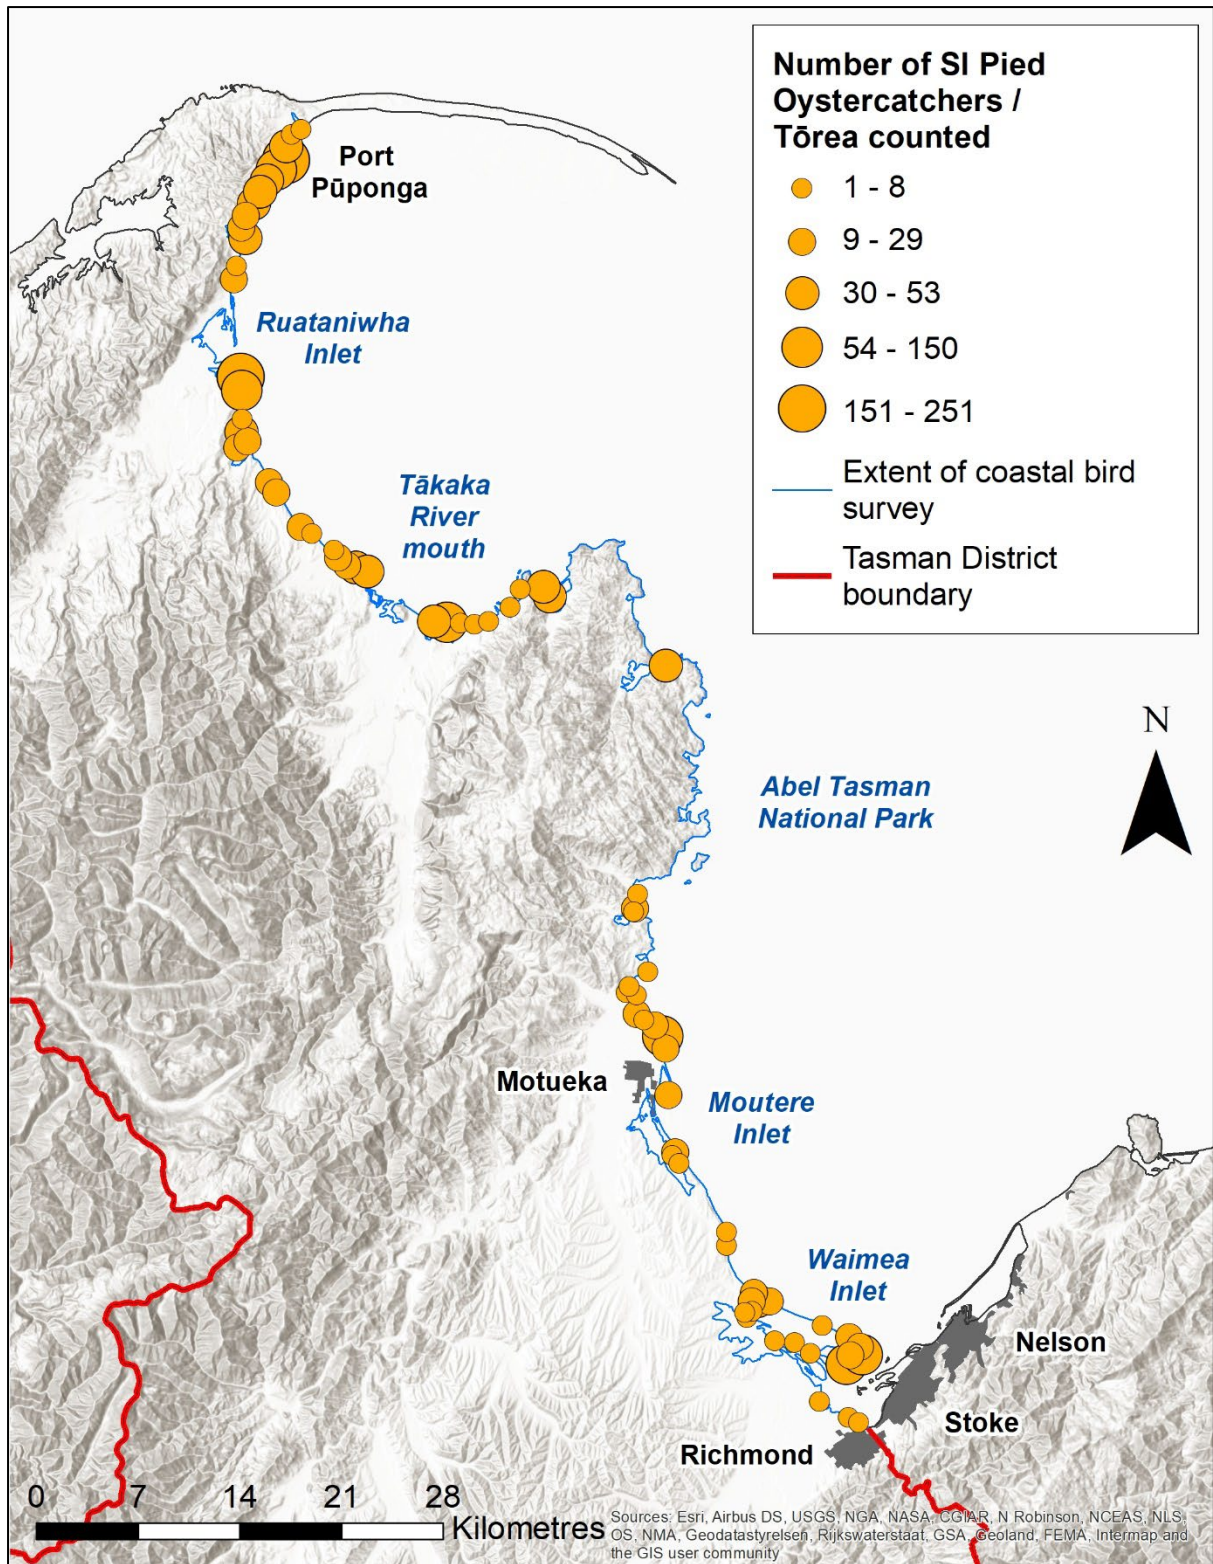 Number of SI Pied
Oystercatchers /
Tōrea counted
1 - 8
9 - 29
30 - 53
54 - 150
151 - 251
Extent of coastal bird
survey
Tasman District
boundary
Port
Pūponga
Ruataniwha
Inlet
Tākaka
River
mouth
N
Abel Tasman
National Park
Motueka
Moutere
Inlet
Waimea
Inlet
Nelson
Stoke
Richmond
0 7 14 21 28
Kilometres
Sources: Esri, Airbus DS, USGS, NGA, NASA, CGIAR, N Robinson, NCEAS, NLS,
OS, NMA, Geodatastyrelsen, Rijkswaterstaat, GSA, Geoland, FEMA, Intermap and
the GIS user community